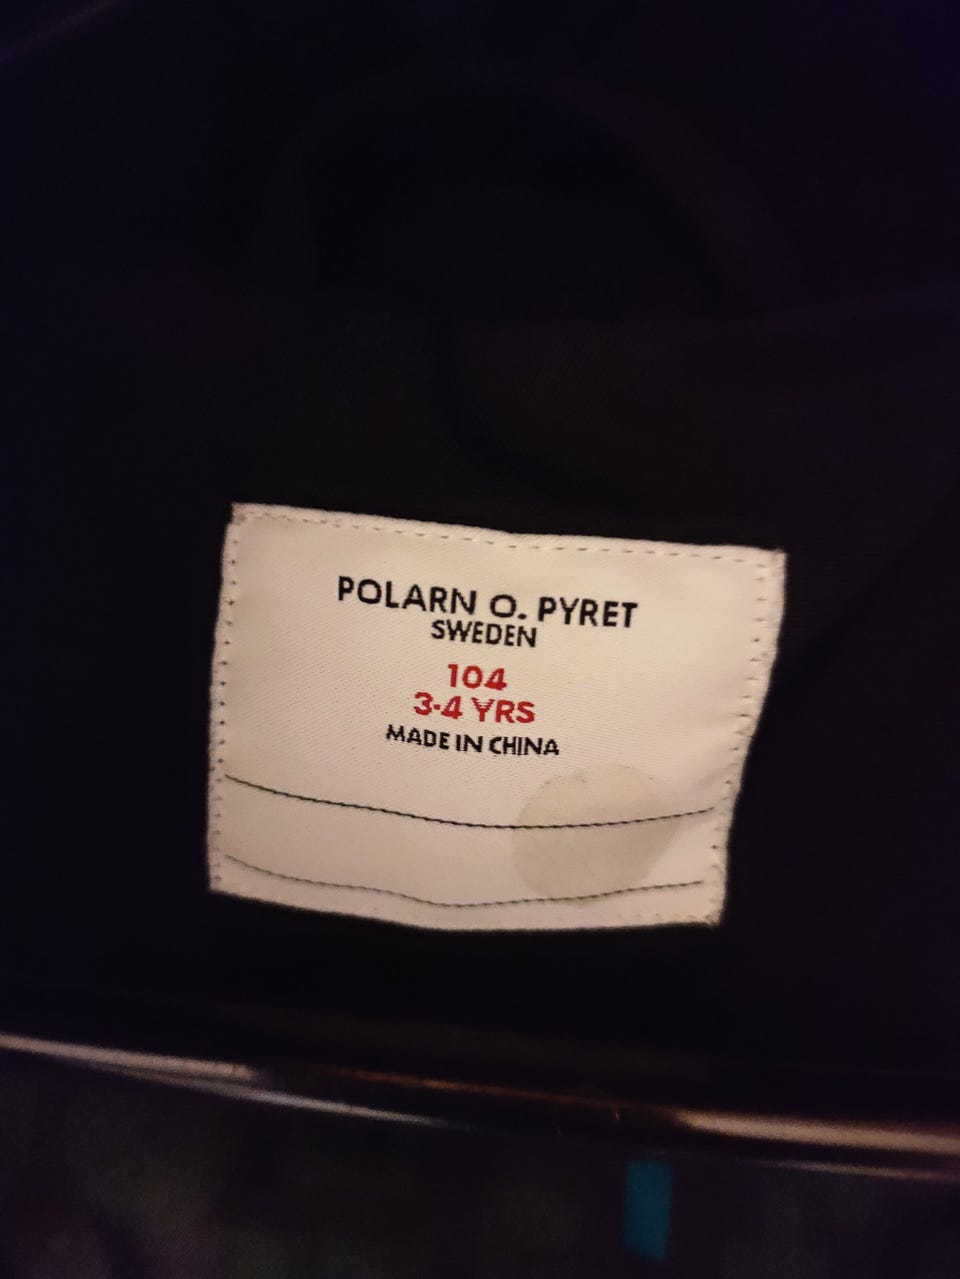 POLARN O. PYRET
SWEDEN
104
3-4 YRS
MADE IN CHINA